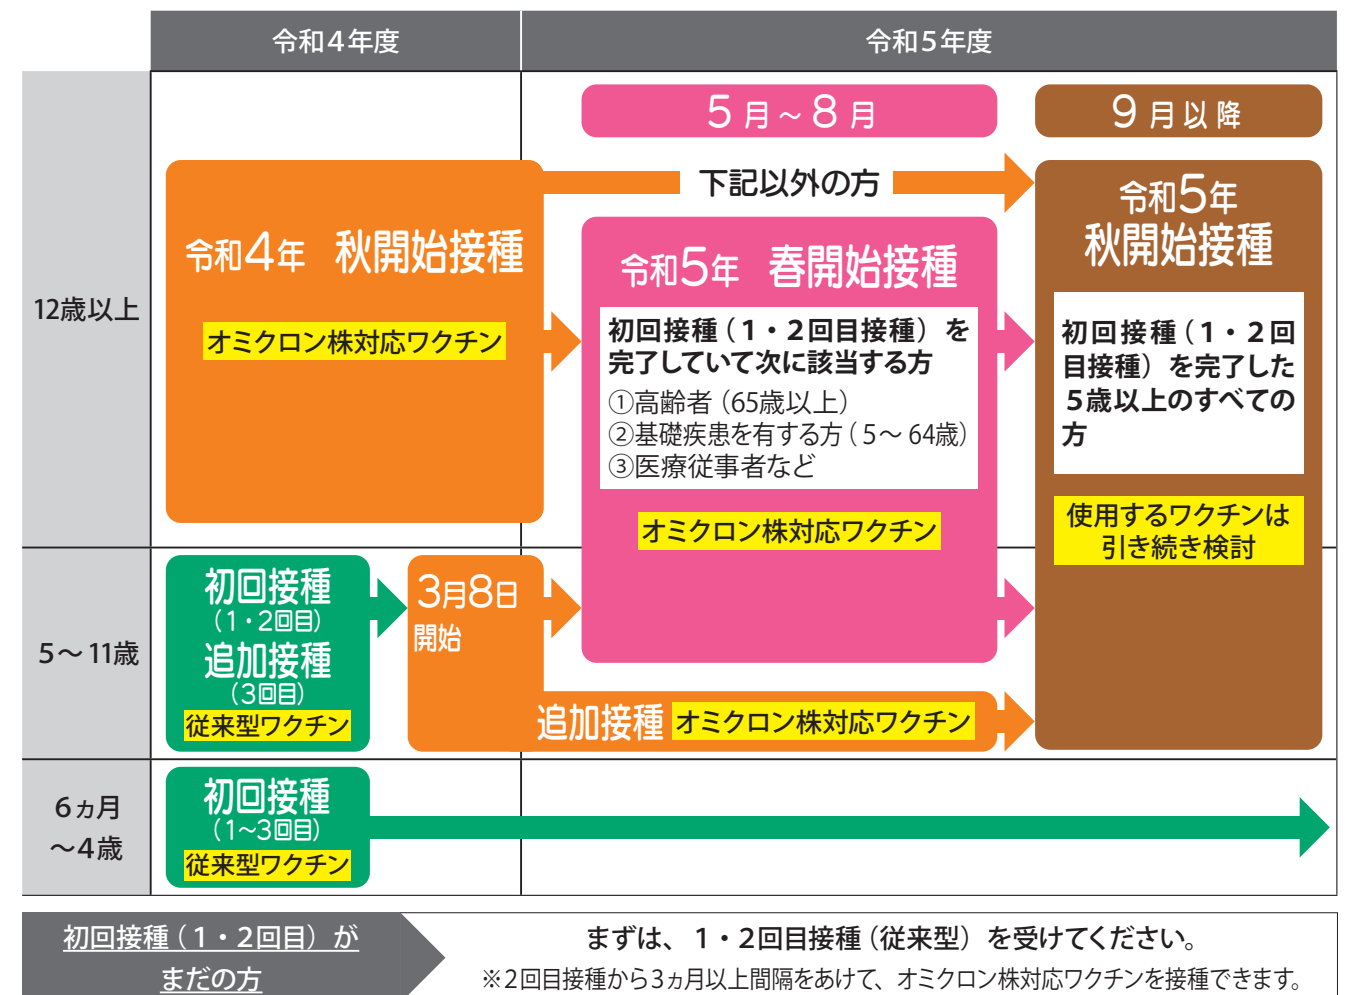 令和4年度
令和5年度
5月～8月
9月以降
12歳以上
令和4年 秋開始接種
オミクロン株対応ワクチン
下記以外の方
令和5年 春開始接種
初回接種（1・2回目接種）を
完了していて次に該当する方
①高齢者（65歳以上）
②基礎疾患を有する方（5～64歳）
③医療従事者など
オミクロン株対応ワクチン
令和5年
秋開始接種
初回接種（1・2回
目接種）を完了した
5歳以上のすべての
方
使用するワクチンは
引き続き検討
5～11歳
初回接種
（1・2回目）
追加接種
（3回目）
従来型ワクチン
3月8日
開始
追加接種 オミクロン株対応ワクチン
6ヵ月
～4歳
初回接種
（1~3回目）
従来型ワクチン
初回接種（1・2回目）が
まだの方
まずは、1・2回目接種（従来型）を受けてください。
※2回目接種から3ヵ月以上間隔をあけて、オミクロン株対応ワクチンを接種できます。